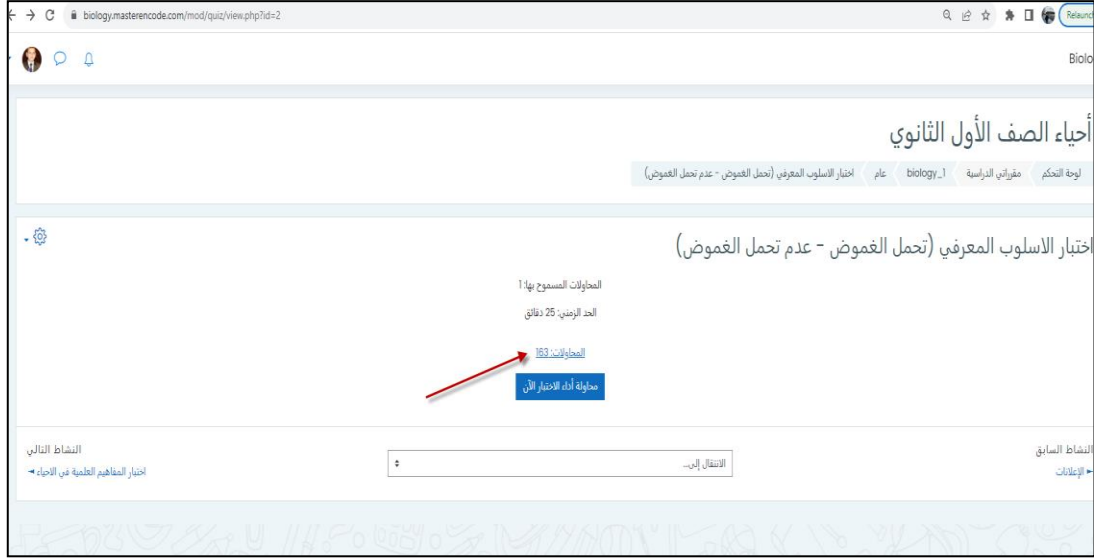 biology.masterencode.com/mod/quiz/view.php?id=2
Relaunch
Biolo
أحياء الصف الأول الثانوي
لوحة التحكم مقرراتي الدراسية biology_1 عام اختبار الاسلوب المعرفي (تحمل الغموض - عدم تحمل الغموض)
اختبار الاسلوب المعرفي (تحمل الغموض - عدم تحمل الغموض)
المحاولات المسموح بها: 1
الحد الزمني: 25 دقائق
المحاولات: 163
محاولة أداء الاختبار الآن
النشاط السابق
◄ الإعلانات
الانتقال إلى...
النشاط التالي
اختبار المفاهيم العلمية في الاحياء ►